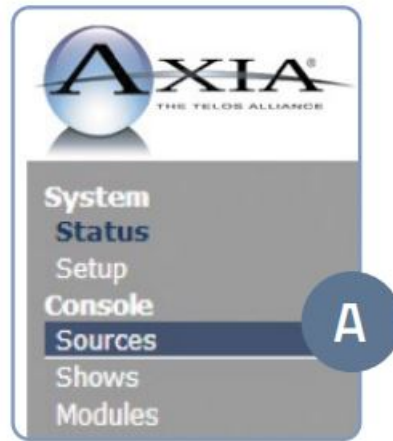 AXIA®
THE TELOS ALLIANCE
System
Status
Setup
Console
Sources
A
Shows
Modules